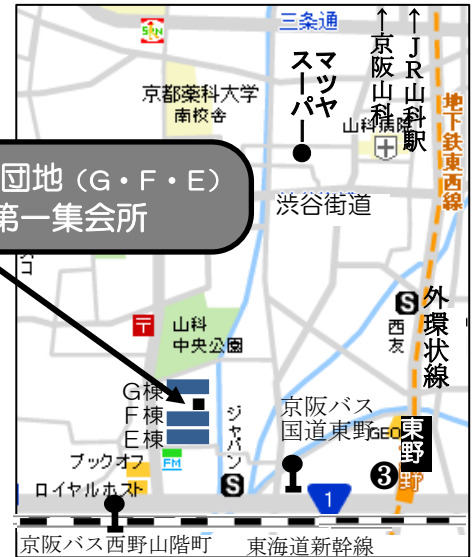 三条通
↑京阪山科
↑JR山科駅
京都薬科大学
南校舎
マツヤスーパー
山科病院
地下鉄東西線
団地（G・F・E）
第一集会所
渋谷街道
コ
S
西友
外環状線
〒
山科
中央公園
G棟
F棟
E棟
ジャパン
S
京阪バス
国道東野
GEO
東野
野
❸
ブックオフ
FM
ロイヤルホスト
1
京阪バス西野山階町
東海道新幹線